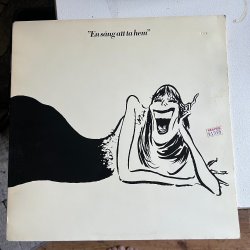 "En sång att ta hem"